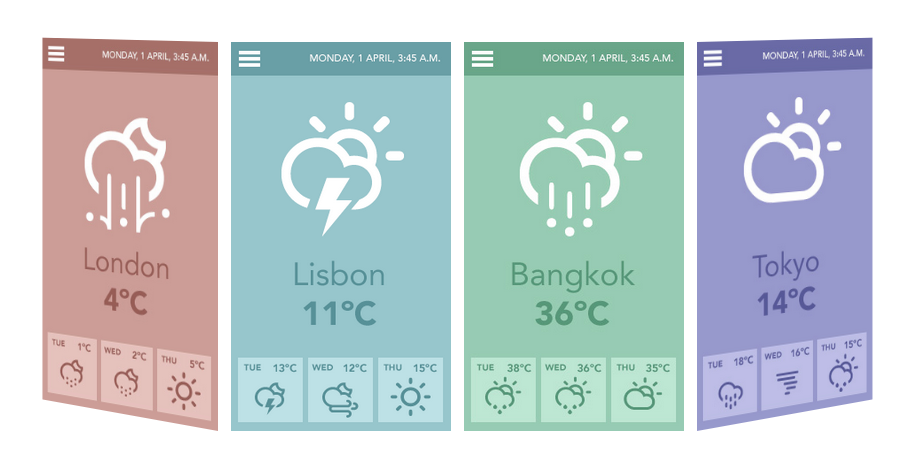 MONDAY, 1 APRIL, 3:45 A.M.
London
4°C
TUE 1°C
WED 2°C
THU 5°C
MONDAY, 1 APRIL, 3:45 A.M.
Lisbon
11°C
TUE 13°C
WED 12°C
THU 15°C
MONDAY, 1 APRIL, 3:45 A.M.
Bangkok
36°C
TUE 38°C
WED 36°C
THU 35°C
MONDAY, 1 APRIL, 3:45 A.M.
Tokyo
14°C
TUE 18°C
WED 16°C
THU 15°C